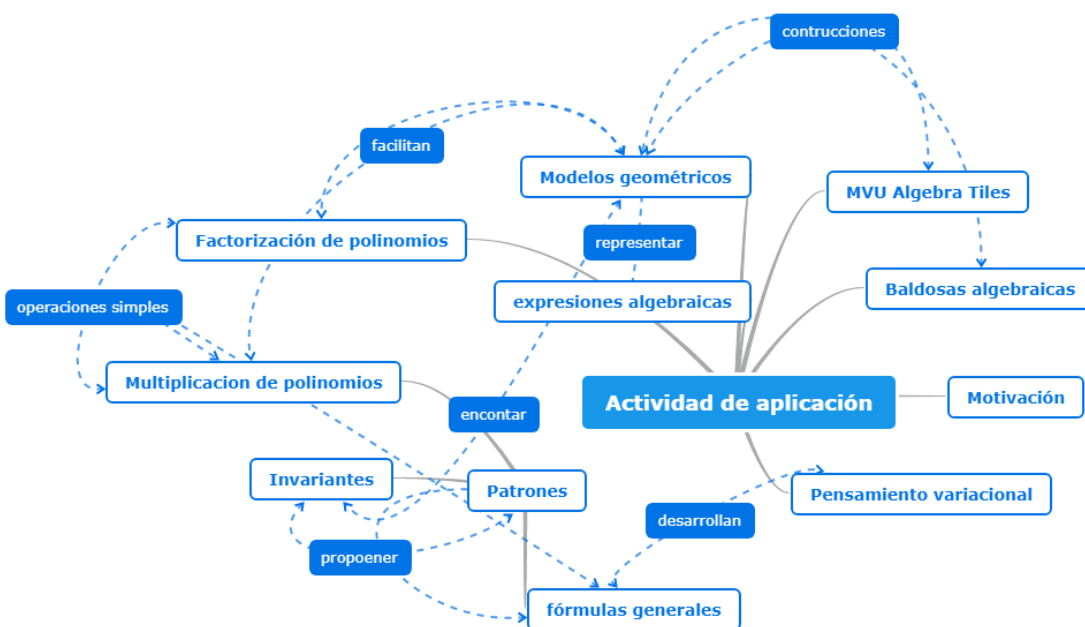 contrucciones
facilitan
Modelos geométricos
MVU Algebra Tiles
Factorización de polinomios
representar
Baldosas algebraicas
expresiones algebraicas
operaciones simples
Multiplicacion de polinomios
Actividad de aplicación
Motivación
encontar
Invariantes
Patrones
Pensamiento variacional
desarrollan
propoener
fórmulas generales